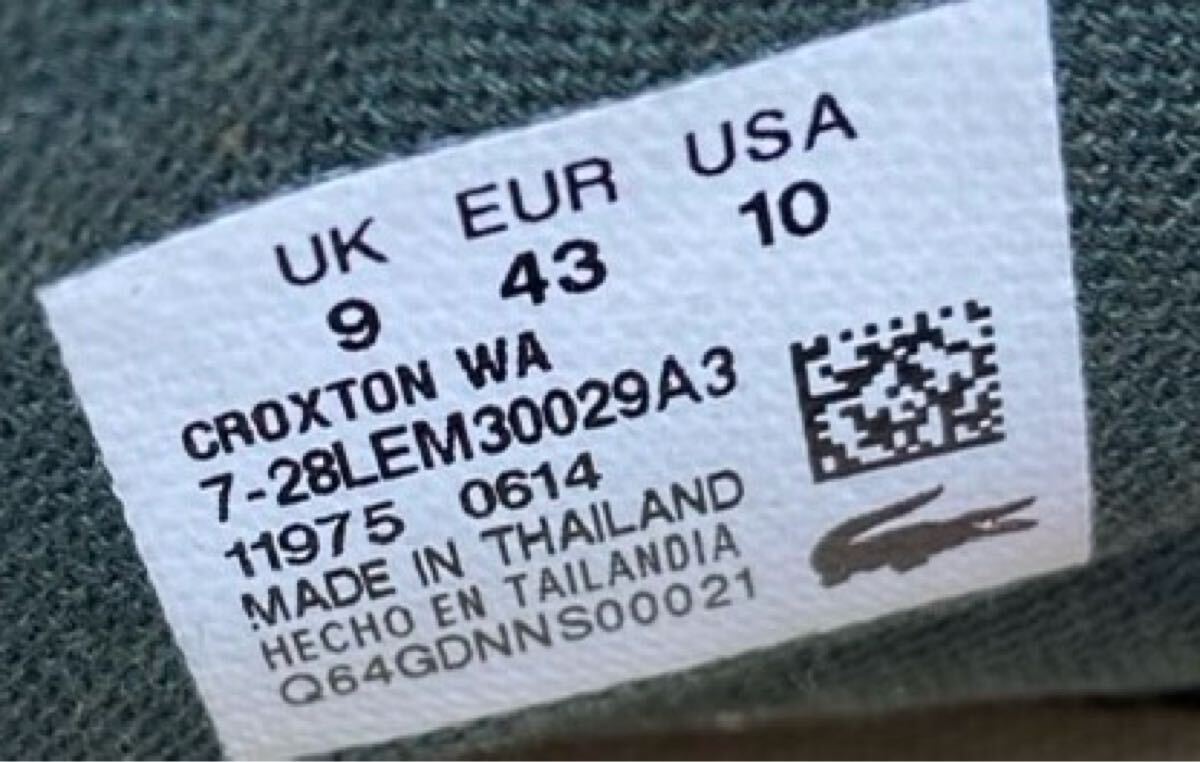 UK EUR USA
9 43 10
CROXTON WA
7-28LEM30029A3
11975 0614
MADE IN THAILAND
HECHO EN TAILANDIA
Q64GDNNS00021